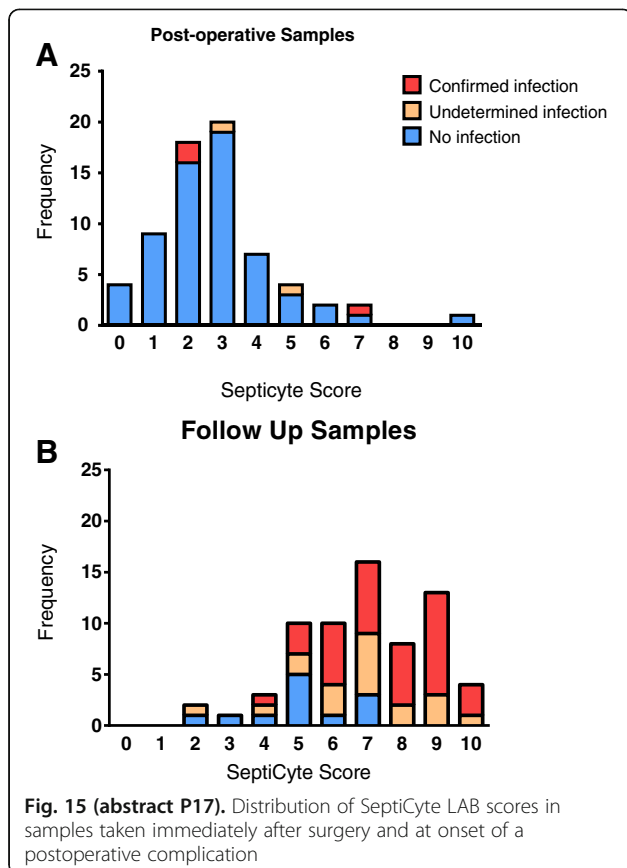 Post-operative Samples
A
25
20
15
10
5
0
Frequency
Confirmed infection
Undetermined infection
No infection
0 1 2 3 4 5 6 7 8 9 10
Septicyte Score
Follow Up Samples
B
25
20
15
10
5
0
Frequency
0 1 2 3 4 5 6 7 8 9 10
SeptiCyte Score
Fig. 15 (abstract P17). Distribution of SeptiCyte LAB scores in
samples taken immediately after surgery and at onset of a
postoperative complication